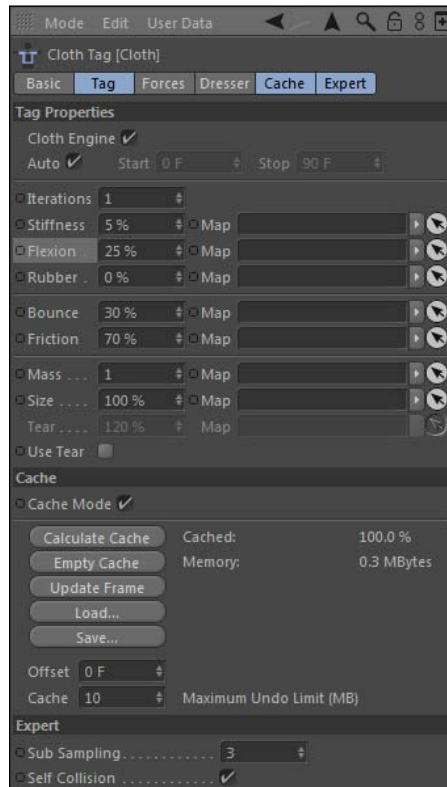 Mode Edit User Data
Cloth Tag [Cloth]
Basic Tag Forces Dresser Cache Expert
Tag Properties
Cloth Engine
Auto Start 0 F Stop 90 F
Iterations 1
Stiffness 5 % Map
Flexion . 25 % Map
Rubber . 0 % Map
Bounce 30 % Map
Friction 70 % Map
Mass . . . 1 Map
Size . . . . 100 % Map
Tear . . . . 120 % Map
Use Tear
Cache
Cache Mode
Calculate Cache Cached: 100.0 %
Empty Cache Memory: 0.3 MBytes
Update Frame
Load...
Save...
Offset 0 F
Cache 10 Maximum Undo Limit (MB)
Expert
Sub Sampling. . . . . . . . . . . . 3
Self Collision . . . . . . . . . . . .